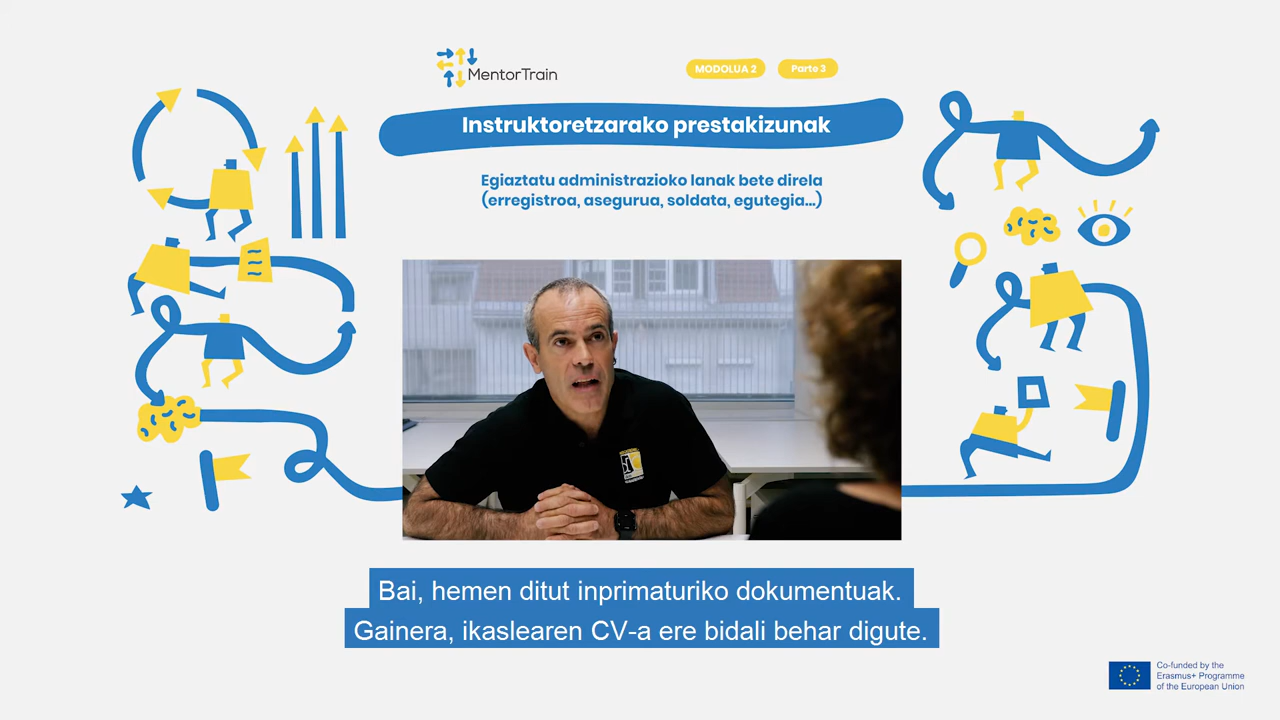 MentorTrain
MODOLUA 2
Parte 3
Instruktoretzarako prestakizunak
Egiaztatu administrazioko lanak bete direla
(erregistroa, asegurua, soldata, egutegia...)
Bai, hemen ditut inprimaturiko dokumentuak.
Gainera, ikaslearen CV-a ere bidali behar digute.
Co-funded by the
Erasmus+ Programme
of the European Union